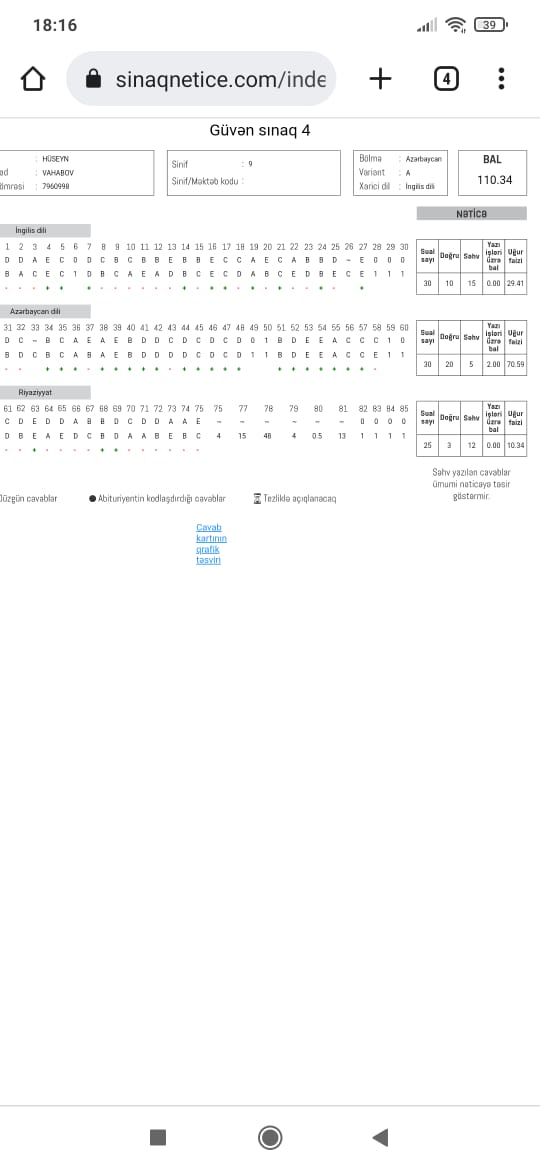 18:16
39
sinaqnetice.com/inde
4
Güvən sınaq 4
: HÜSEYN
ad : VAHABOV
ömrəsi : 7960998
Sinif : 9
Sinif/Məktəb kodu :
Bölmə : Azərbaycan
Variant : A
Xarici dil : İngilis dili
BAL
110.34
NƏTİCƏ
İngilis dili
1 2 3 4 5 6 7 8 9 10 11 12 13 14 15 16 17 18 19 20 21 22 23 24 25 26 27 28 29 30
D D A E C 0 D C B C B B E B B E C C A E C A B B D ~ E 0 0 0
B A C E C 1 D B C A E A D B C E C D A B C E D B E C E 1 1 1
Sual sayı Doğru Səhv Yazı işləri üzrə bal Uğur faizi
30 10 15 0.00 29.41
Azərbaycan dili
31 32 33 34 35 36 37 38 39 40 41 42 43 44 45 46 47 48 49 50 51 52 53 54 55 56 57 58 59 60
D C ~ B C A E A E B D D C D C D C D 0 1 B D E E A C C C 1 0
B D C B C A B A E B D D D D C D C D 1 1 B D E E A C C E 1 1
Sual sayı Doğru Səhv Yazı işləri üzrə bal Uğur faizi
30 20 5 2.00 70.59
Riyaziyyat
61 62 63 64 65 66 67 68 69 70 71 72 73 74 75 75 77 78 79 80 81 82 83 84 85
C D E D D A B B D C D D A A E ~ ~ ~ ~ ~ ~ 0 0 0 0
D B E A E D C B D A A B E B C 4 15 48 4 0.5 13 1 1 1 1
Sual sayı Doğru Səhv Yazı işləri üzrə bal Uğur faizi
25 3 12 0.00 10.34
Düzgün cavablar
Abituriyentin kodlaşdırdığı cavablar
Tezliklə açıqlanacaq
Səhv yazılan cavablar
ümumi nəticəyə təsir
göstərmir.
Cavab
kartının
qrafik
təsviri